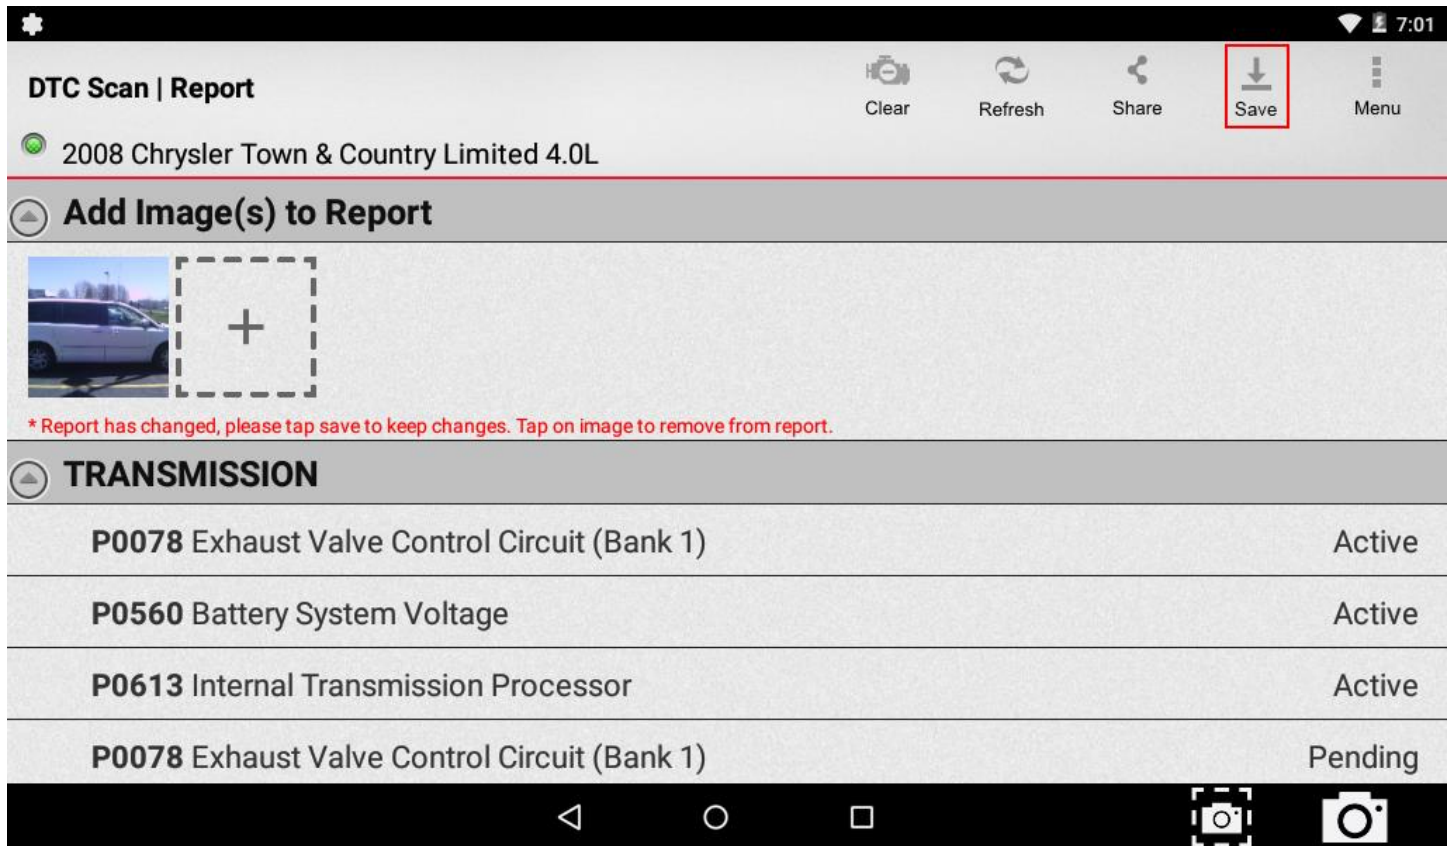 7:01
DTC Scan | Report
Clear
Refresh
Share
Save
Menu
2008 Chrysler Town & Country Limited 4.0L
Add Image(s) to Report
+
* Report has changed, please tap save to keep changes. Tap on image to remove from report.
TRANSMISSION
P0078 Exhaust Valve Control Circuit (Bank 1) Active
P0560 Battery System Voltage Active
P0613 Internal Transmission Processor Active
P0078 Exhaust Valve Control Circuit (Bank 1) Pending